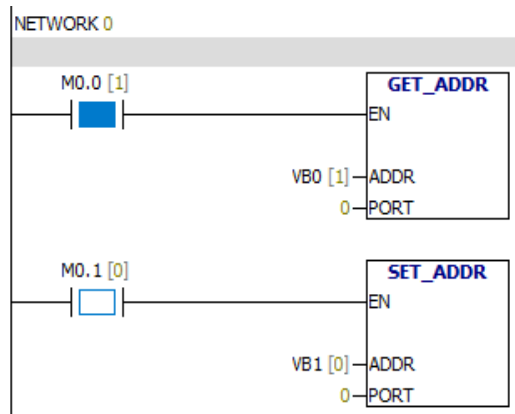 NETWORK 0
M0.0 [1]
GET_ADDR
EN
VB0 [1] ADDR
0 PORT
M0.1 [0]
SET_ADDR
EN
VB1 [0] ADDR
0 PORT